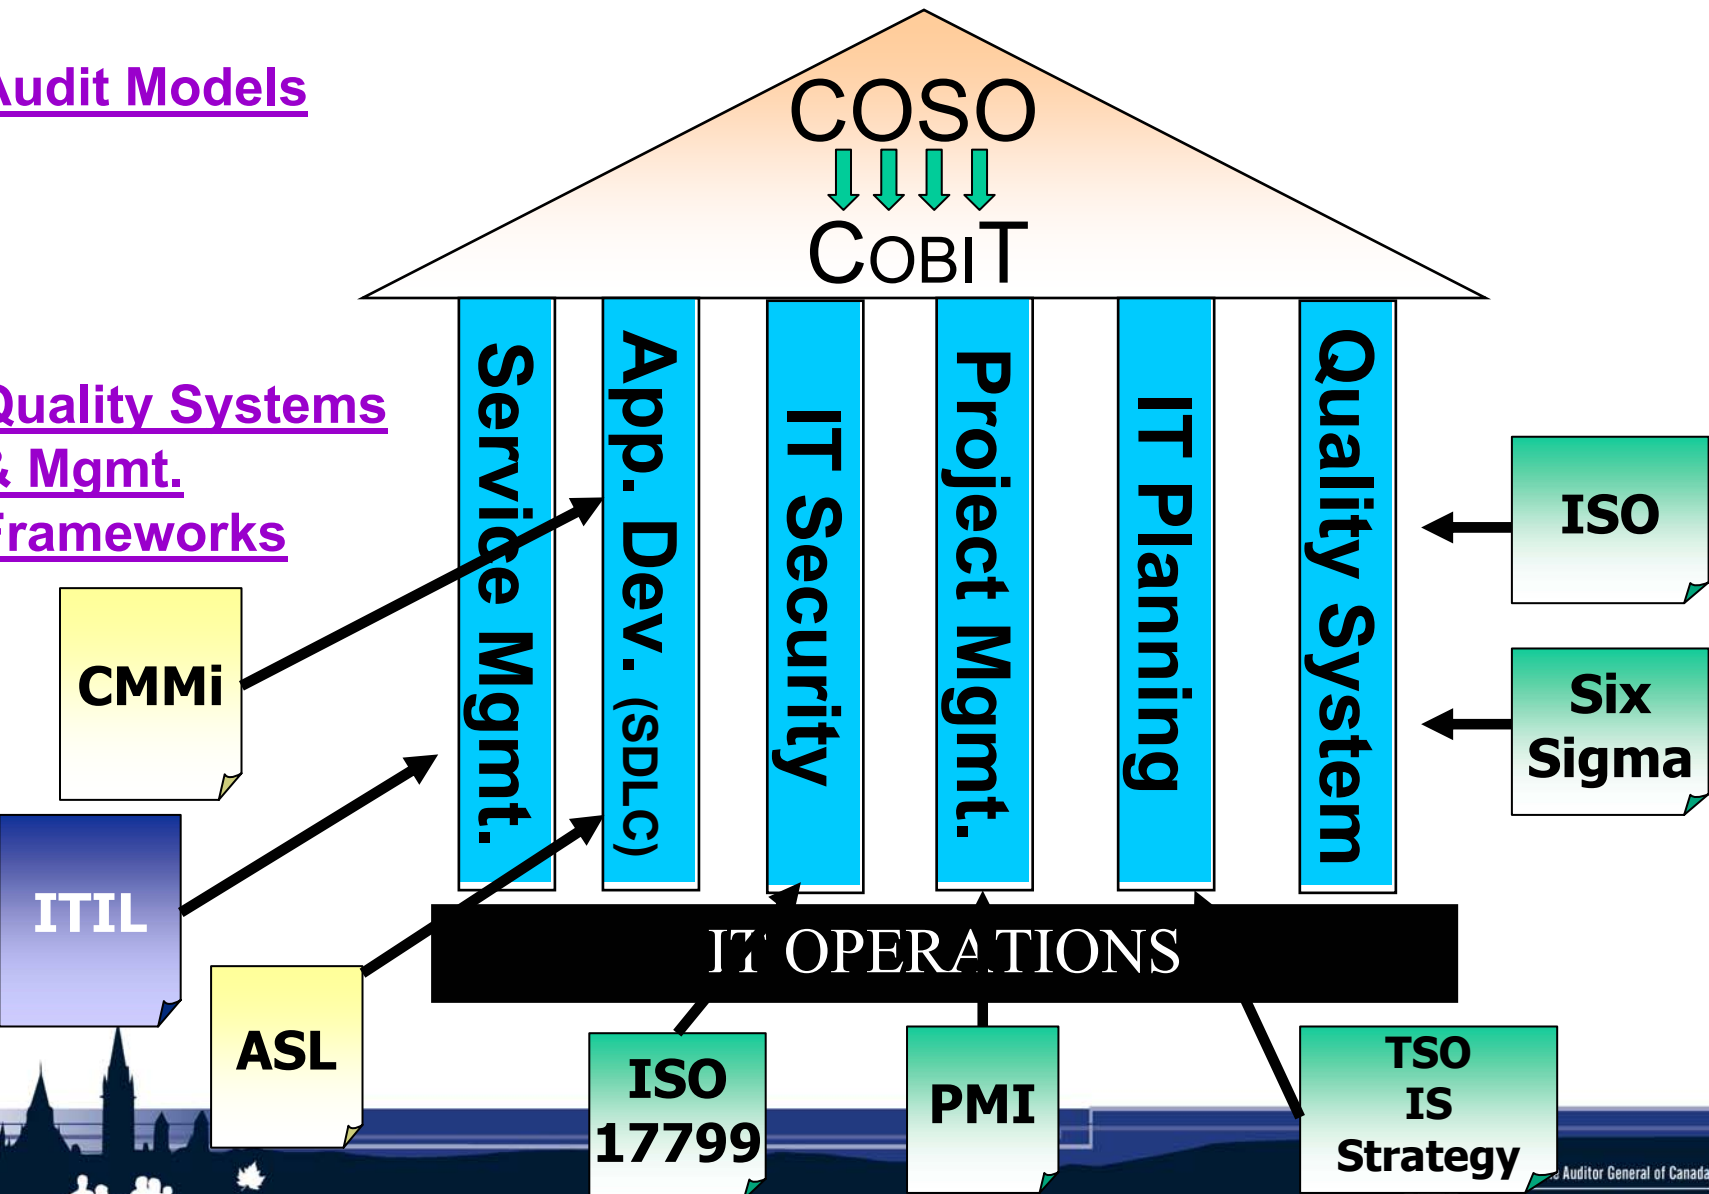 Audit Models
COSO
COBIT
Quality Systems
& Mgmt.
Frameworks
Service Mgmt.
App. Dev. (SDLC)
IT Security
Project Mgmt.
IT Planning
Quality System
ISO
Six
Sigma
CMMi
ITIL
ASL
IT OPERATIONS
ISO
17799
PMI
TSO
IS
Strategy
Auditor General of Canada